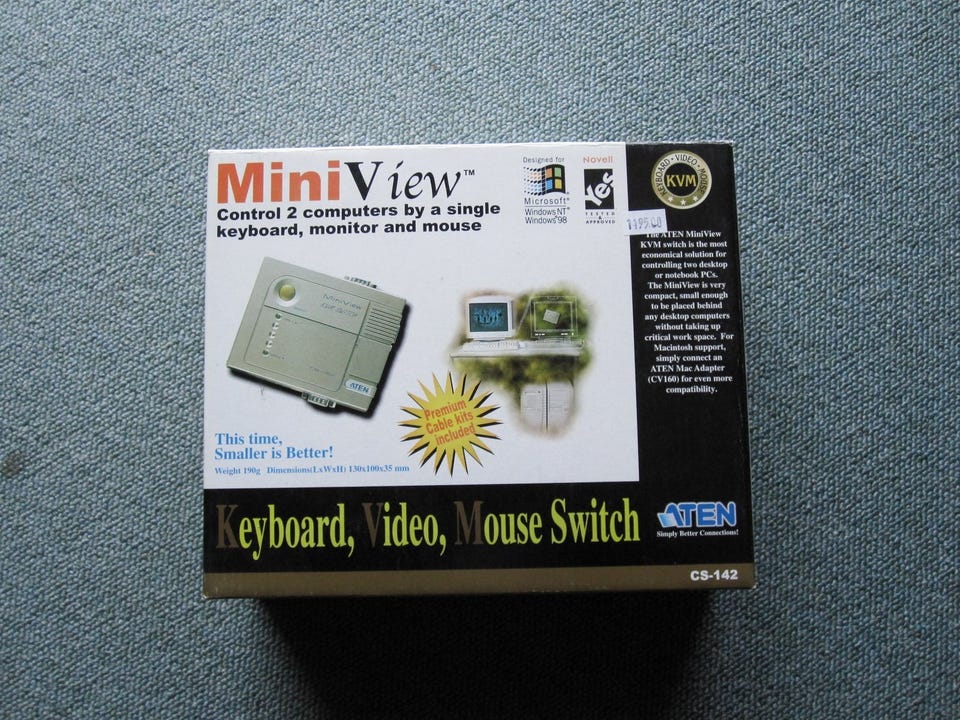 MiniView™
Control 2 computers by a single
keyboard, monitor and mouse
Designed for
Microsoft®
Windows NT®
Windows®98
Novell
Yes
TESTED
&
APPROVED
KEYBOARD • VIDEO • MOUSE
KVM
The ATEN MiniView
KVM switch is the most
economical solution for
controlling two desktop
or notebook PCs.
The MiniView is very
compact, small enough
to be placed behind
any desktop computers
without taking up
critical work space. For
Macintosh support,
simply connect an
ATEN Mac Adapter
(CV160) for even more
compatibility.
MiniView
ATEN
Premium
Cable kits
included
This time,
Smaller is Better!
Weight 190g Dimensions(LxWxH) 130x100x35 mm
Keyboard, Video, Mouse Switch
ATEN
Simply Better Connections!
CS-142